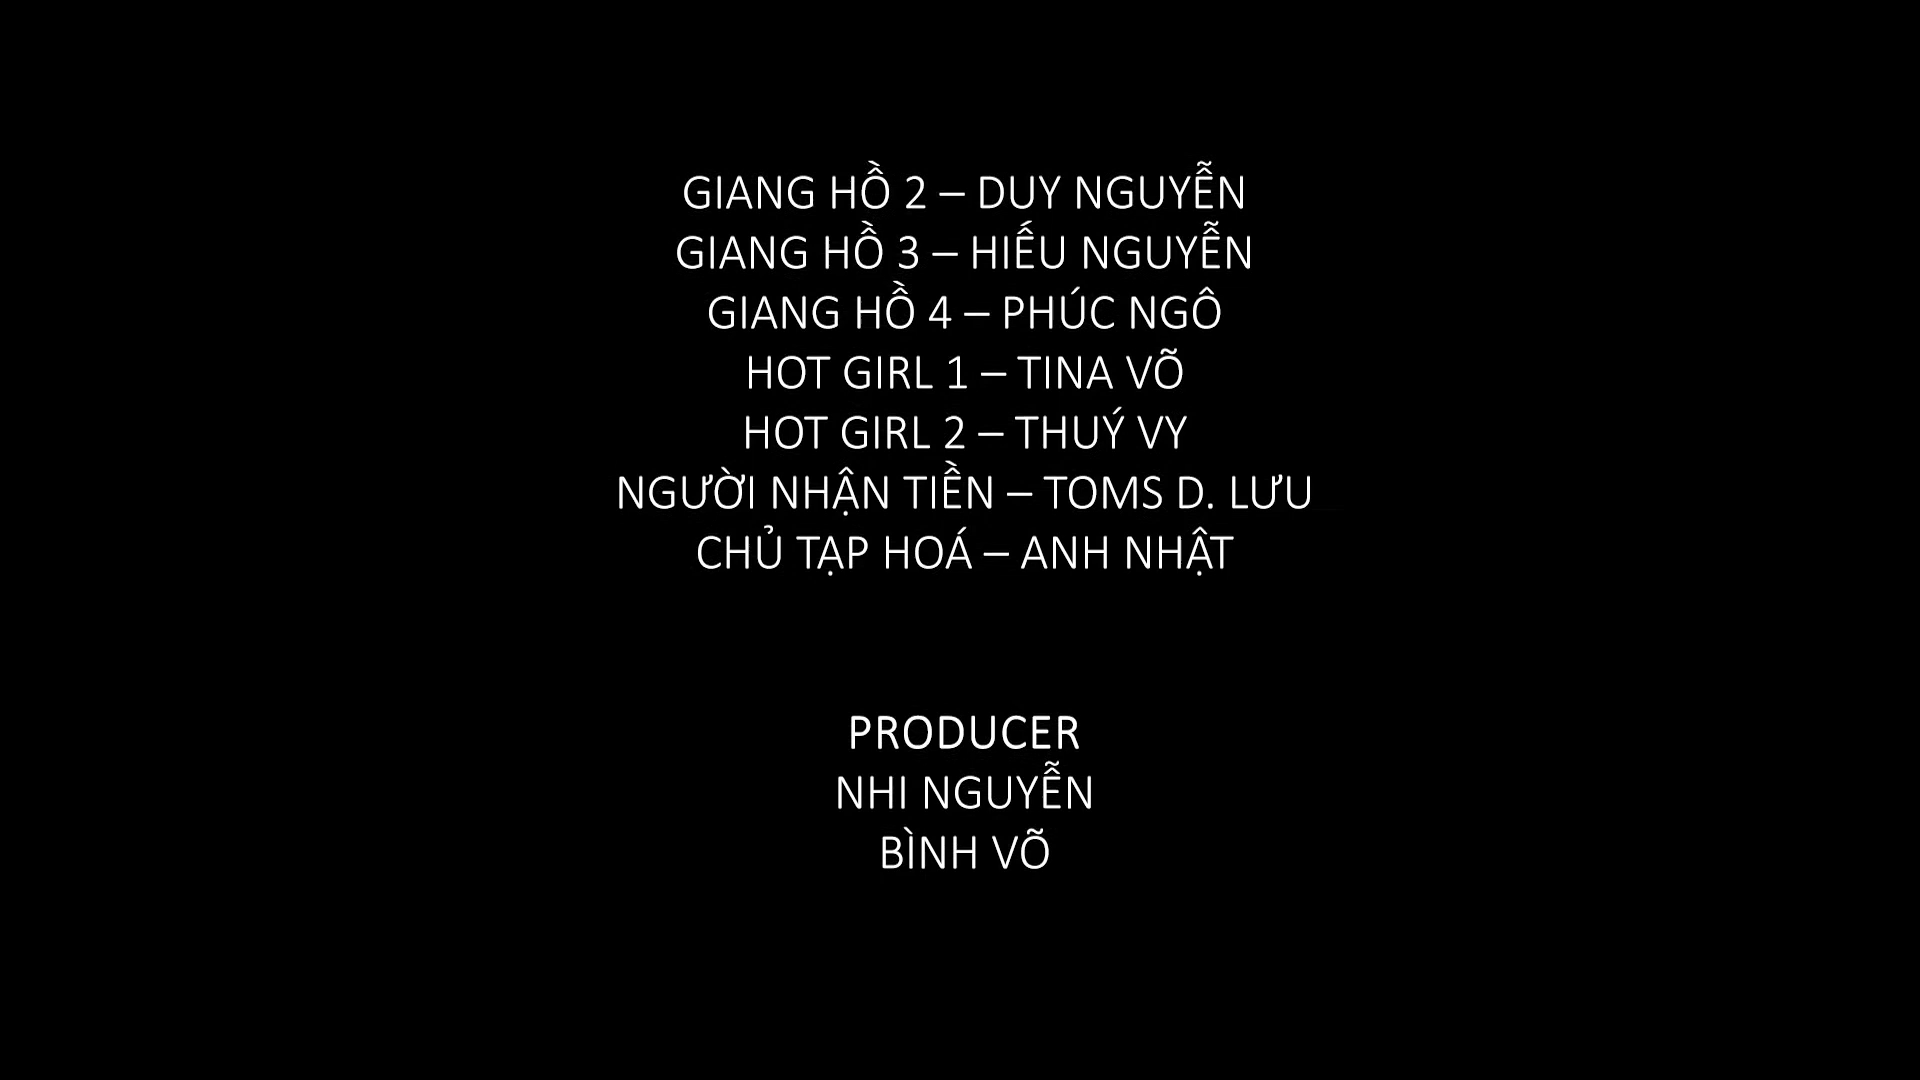 GIANG HỒ 2 – DUY NGUYỄN
GIANG HỒ 3 – HIẾU NGUYỄN
GIANG HỒ 4 – PHÚC NGÔ
HOT GIRL 1 – TINA VÕ
HOT GIRL 2 – THUÝ VY
NGƯỜI NHẬN TIỀN – TOMS D. LƯU
CHỦ TẠP HOÁ – ANH NHẬT
PRODUCER
NHI NGUYỄN
BÌNH VÕ